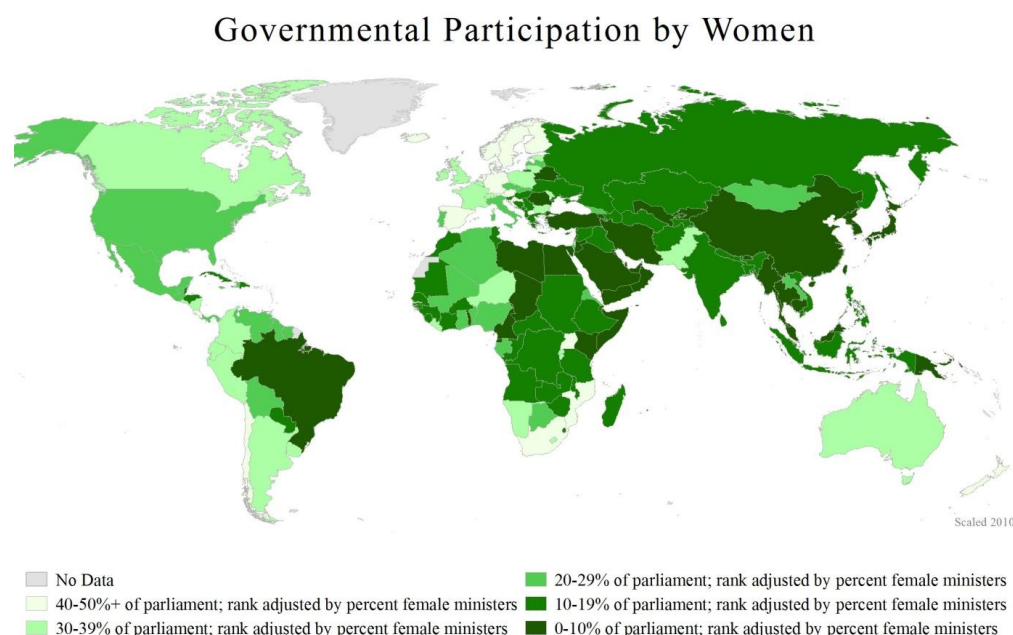 Governmental Participation by Women
Scaled 2010
No Data
40-50%+ of parliament; rank adjusted by percent female ministers
30-39% of parliament; rank adjusted by percent female ministers
20-29% of parliament; rank adjusted by percent female ministers
10-19% of parliament; rank adjusted by percent female ministers
0-10% of parliament; rank adjusted by percent female ministers